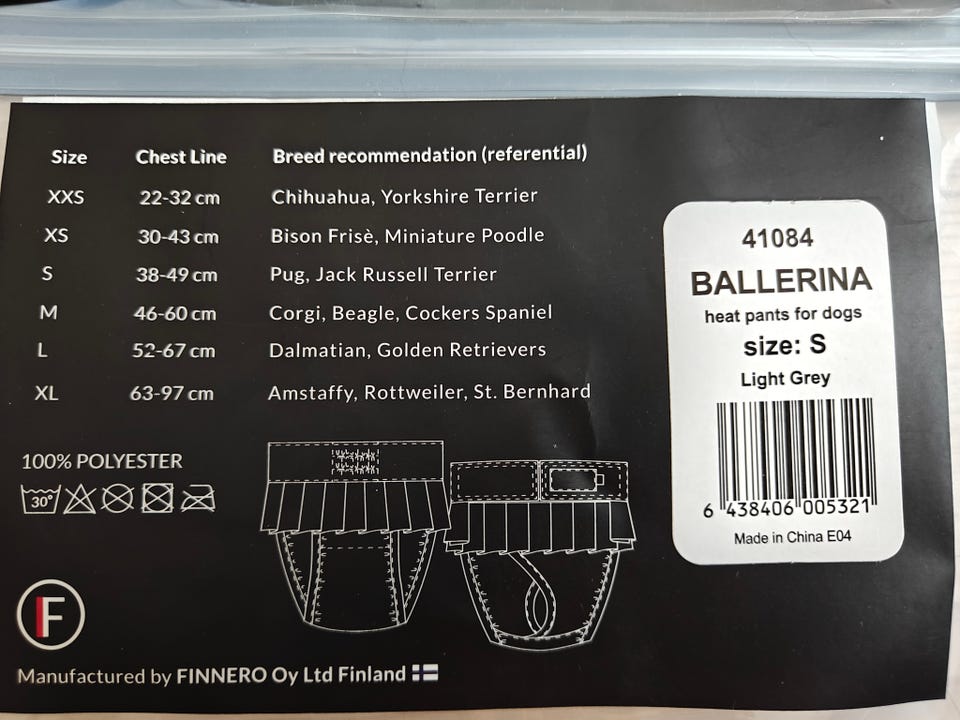 Size Chest Line Breed recommendation (referential)
XXS 22-32 cm Chihuahua, Yorkshire Terrier
XS 30-43 cm Bison Frisè, Miniature Poodle
S 38-49 cm Pug, Jack Russell Terrier
M 46-60 cm Corgi, Beagle, Cockers Spaniel
L 52-67 cm Dalmatian, Golden Retrievers
XL 63-97 cm Amstaffy, Rottweiler, St. Bernhard
100% POLYESTER
30°
F
Manufactured by FINNERO Oy Ltd Finland
41084
BALLERINA
heat pants for dogs
size: S
Light Grey
6 438406 005321
Made in China E04